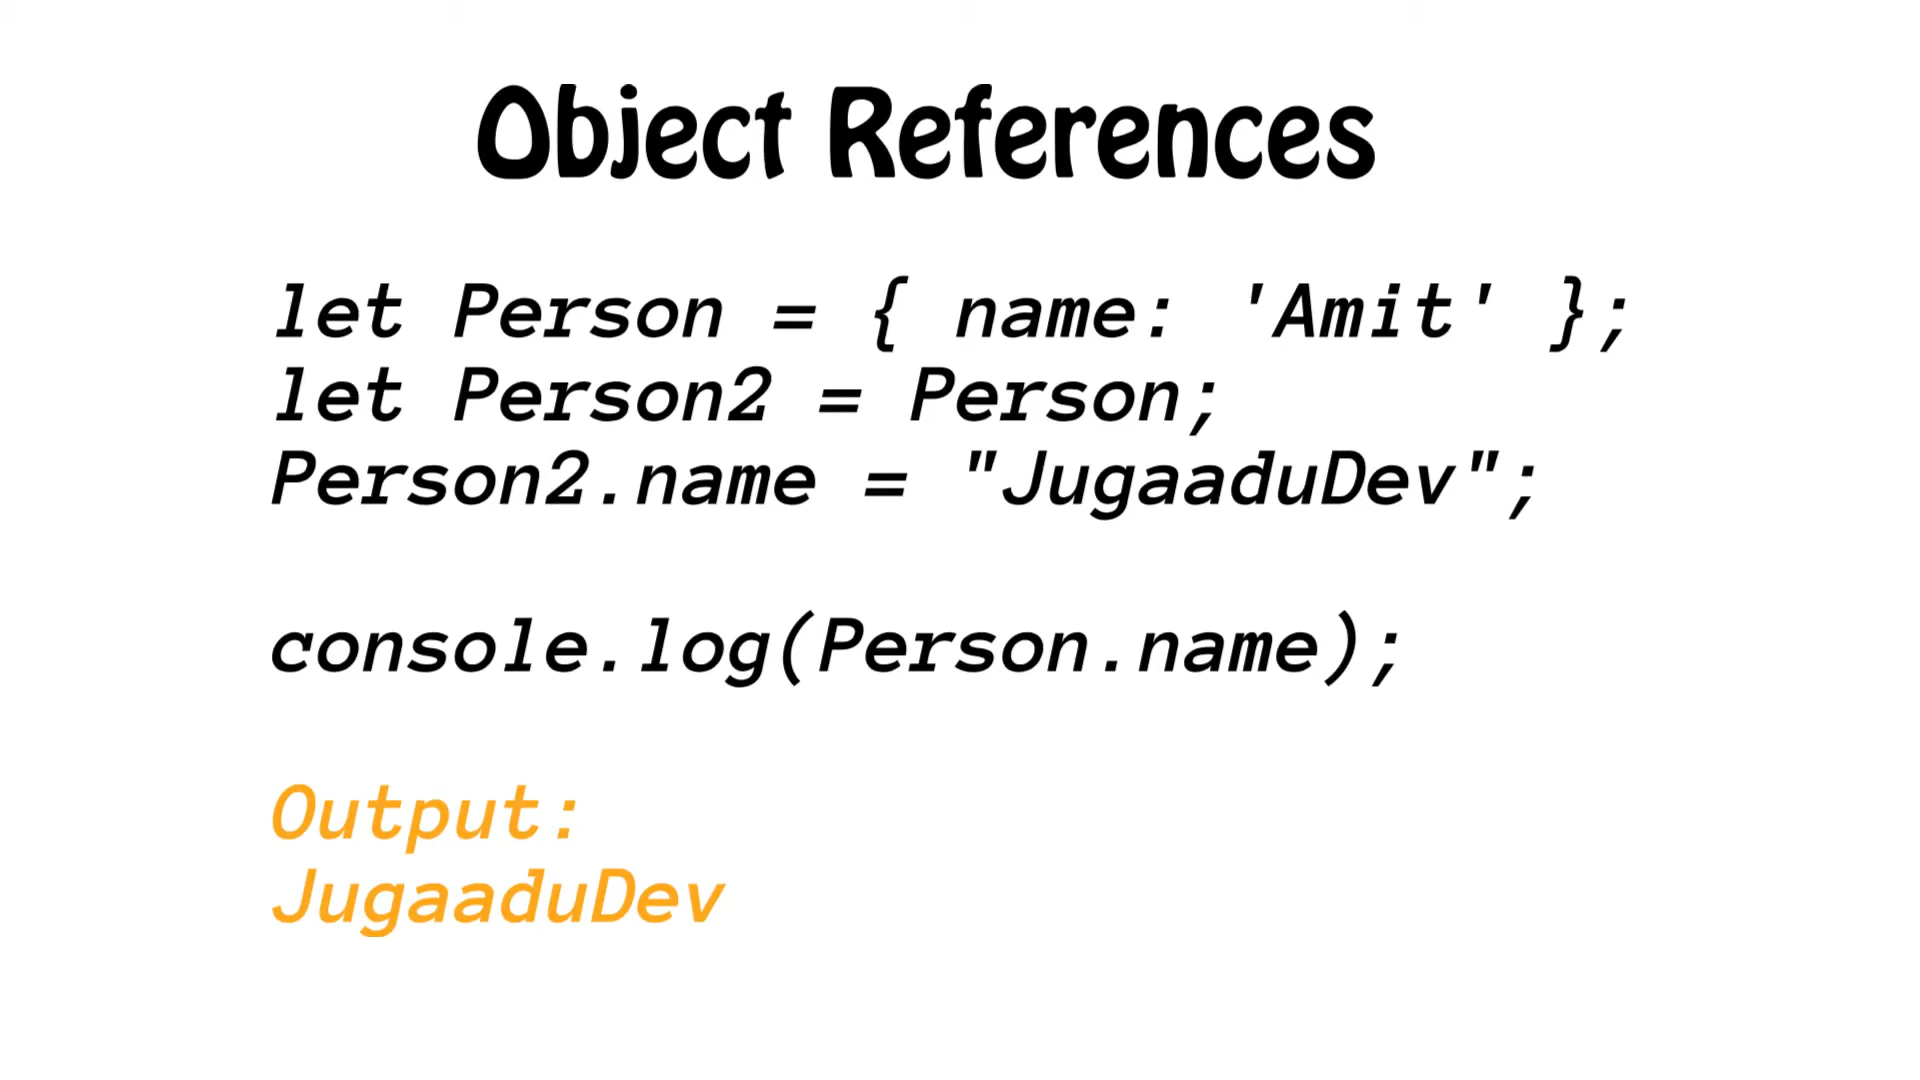 Object References
let Person = { name: 'Amit' };
let Person2 = Person;
Person2.name = "JugaaduDev";
console.log(Person.name);
Output:
JugaaduDev